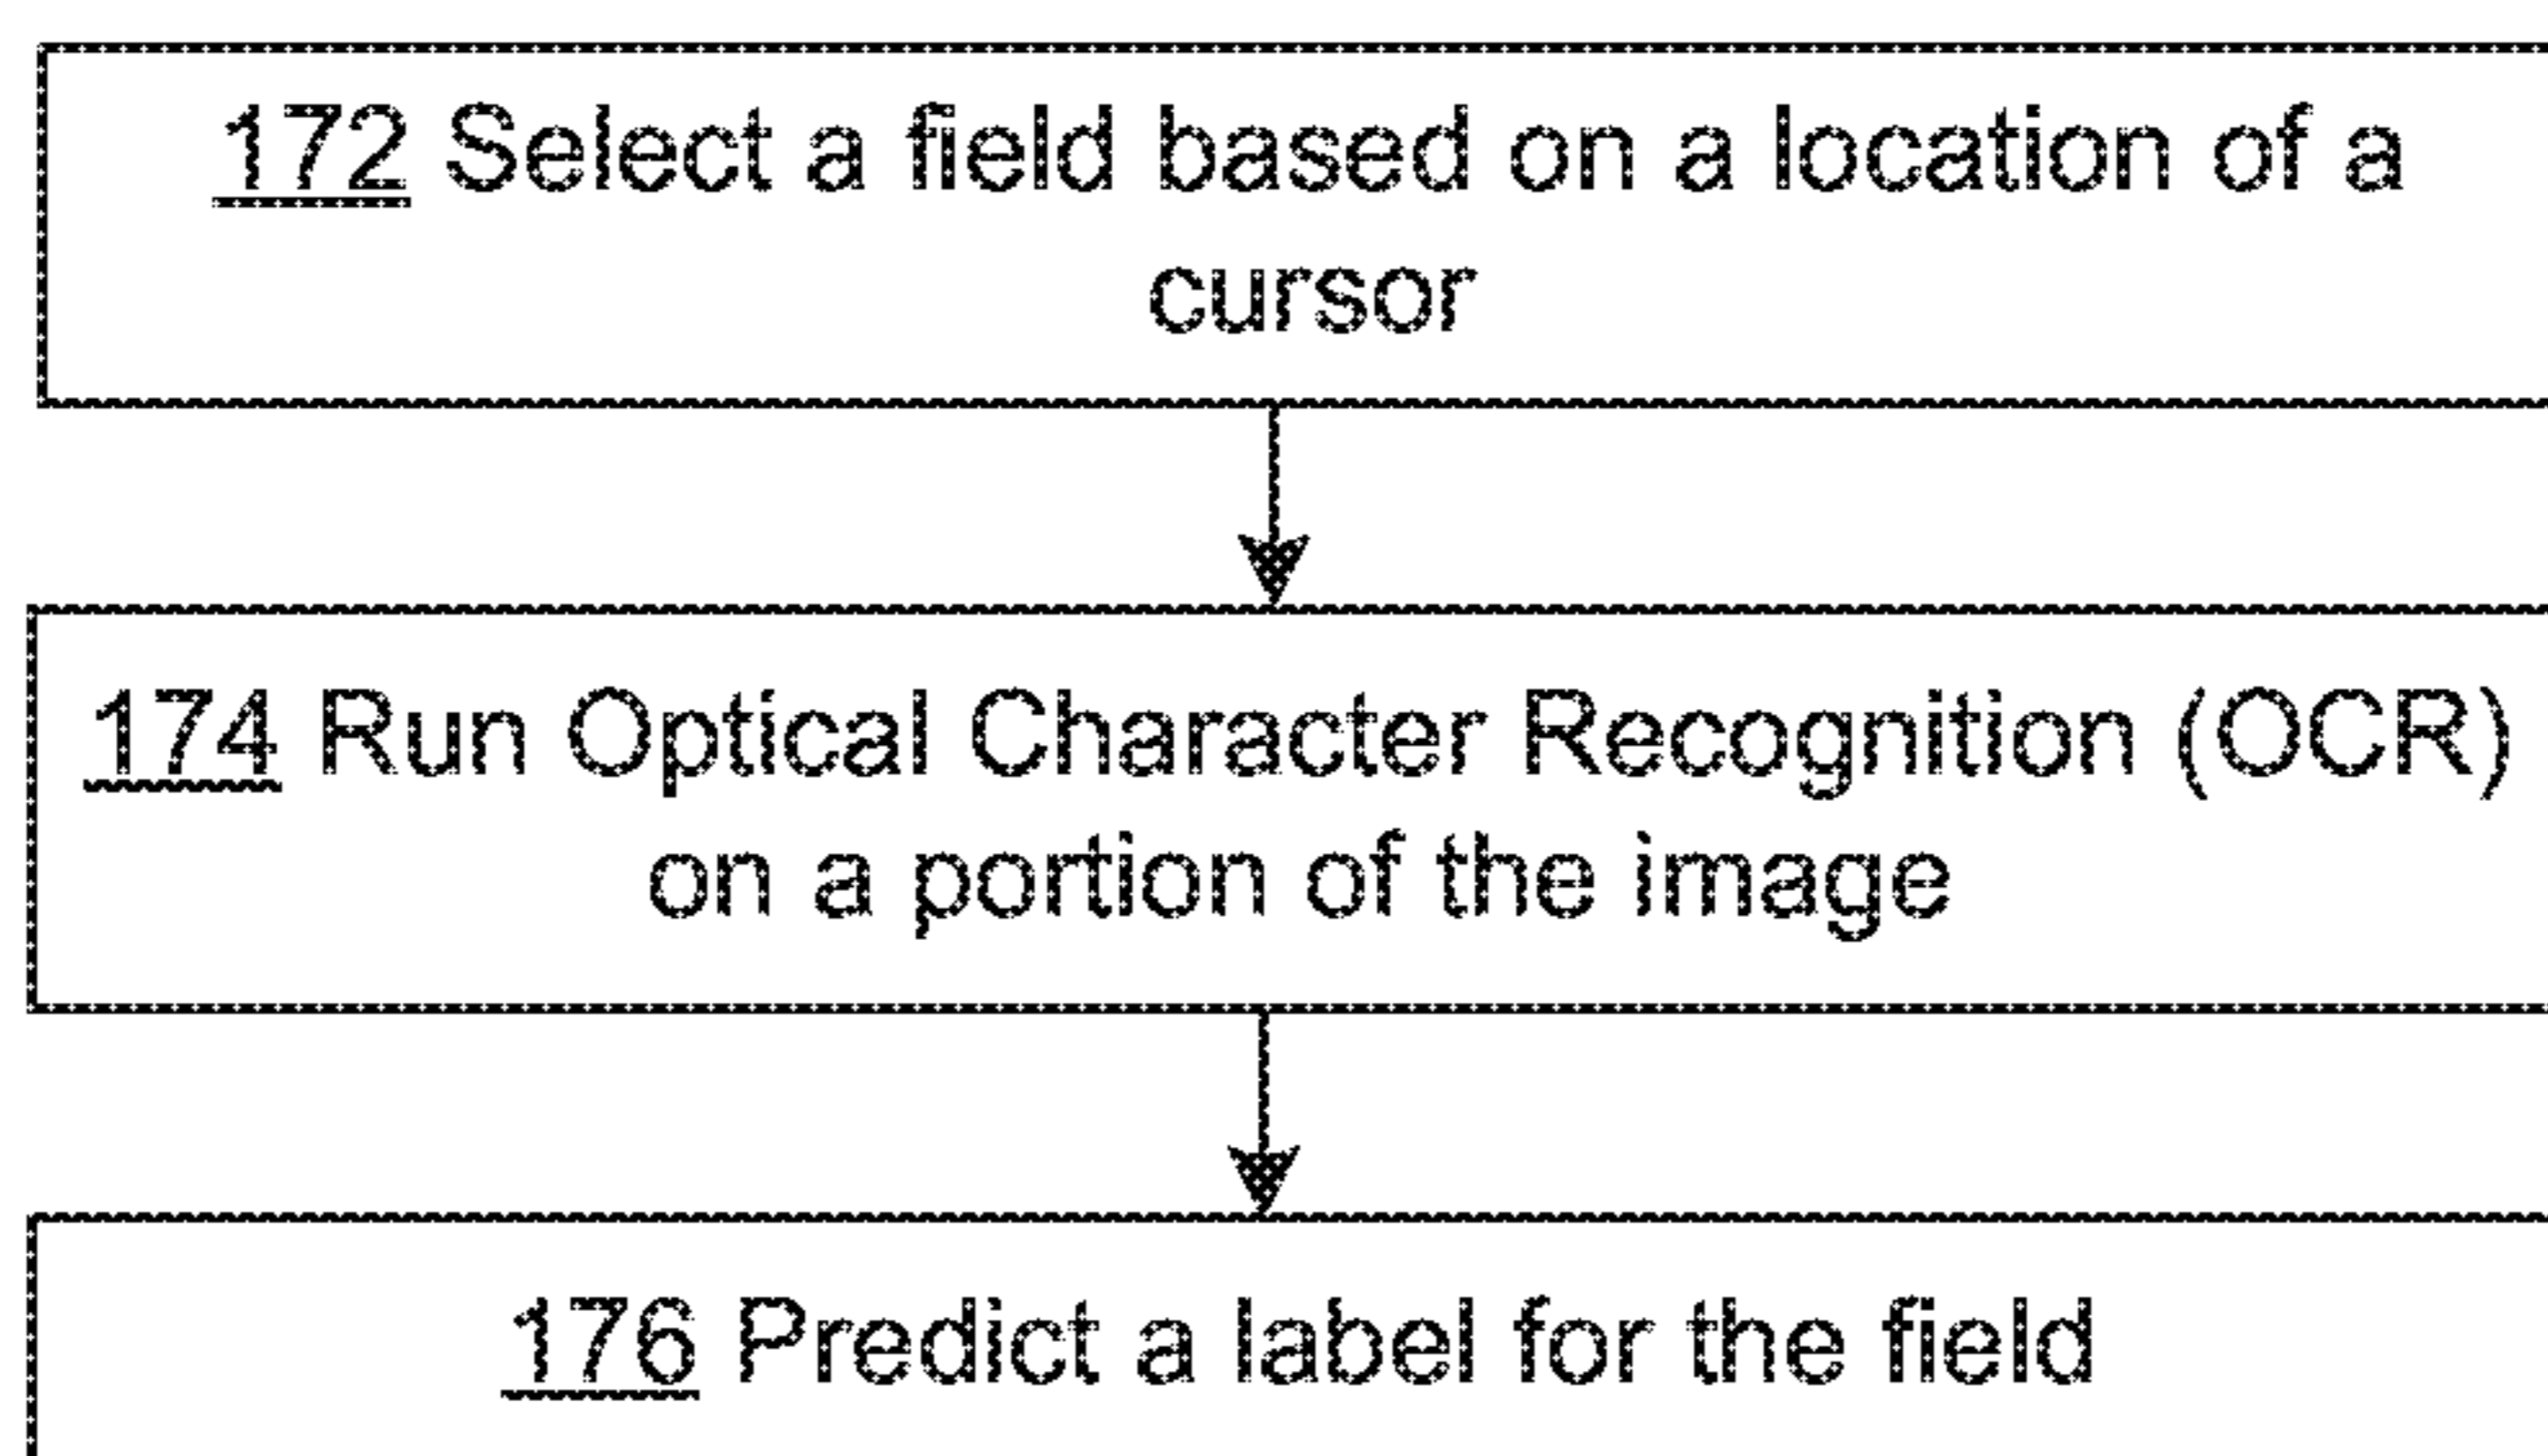 172 Select a field based on a location of a
cursor
174 Run Optical Character Recognition (OCR)
on a portion of the image
176 Predict a label for the field